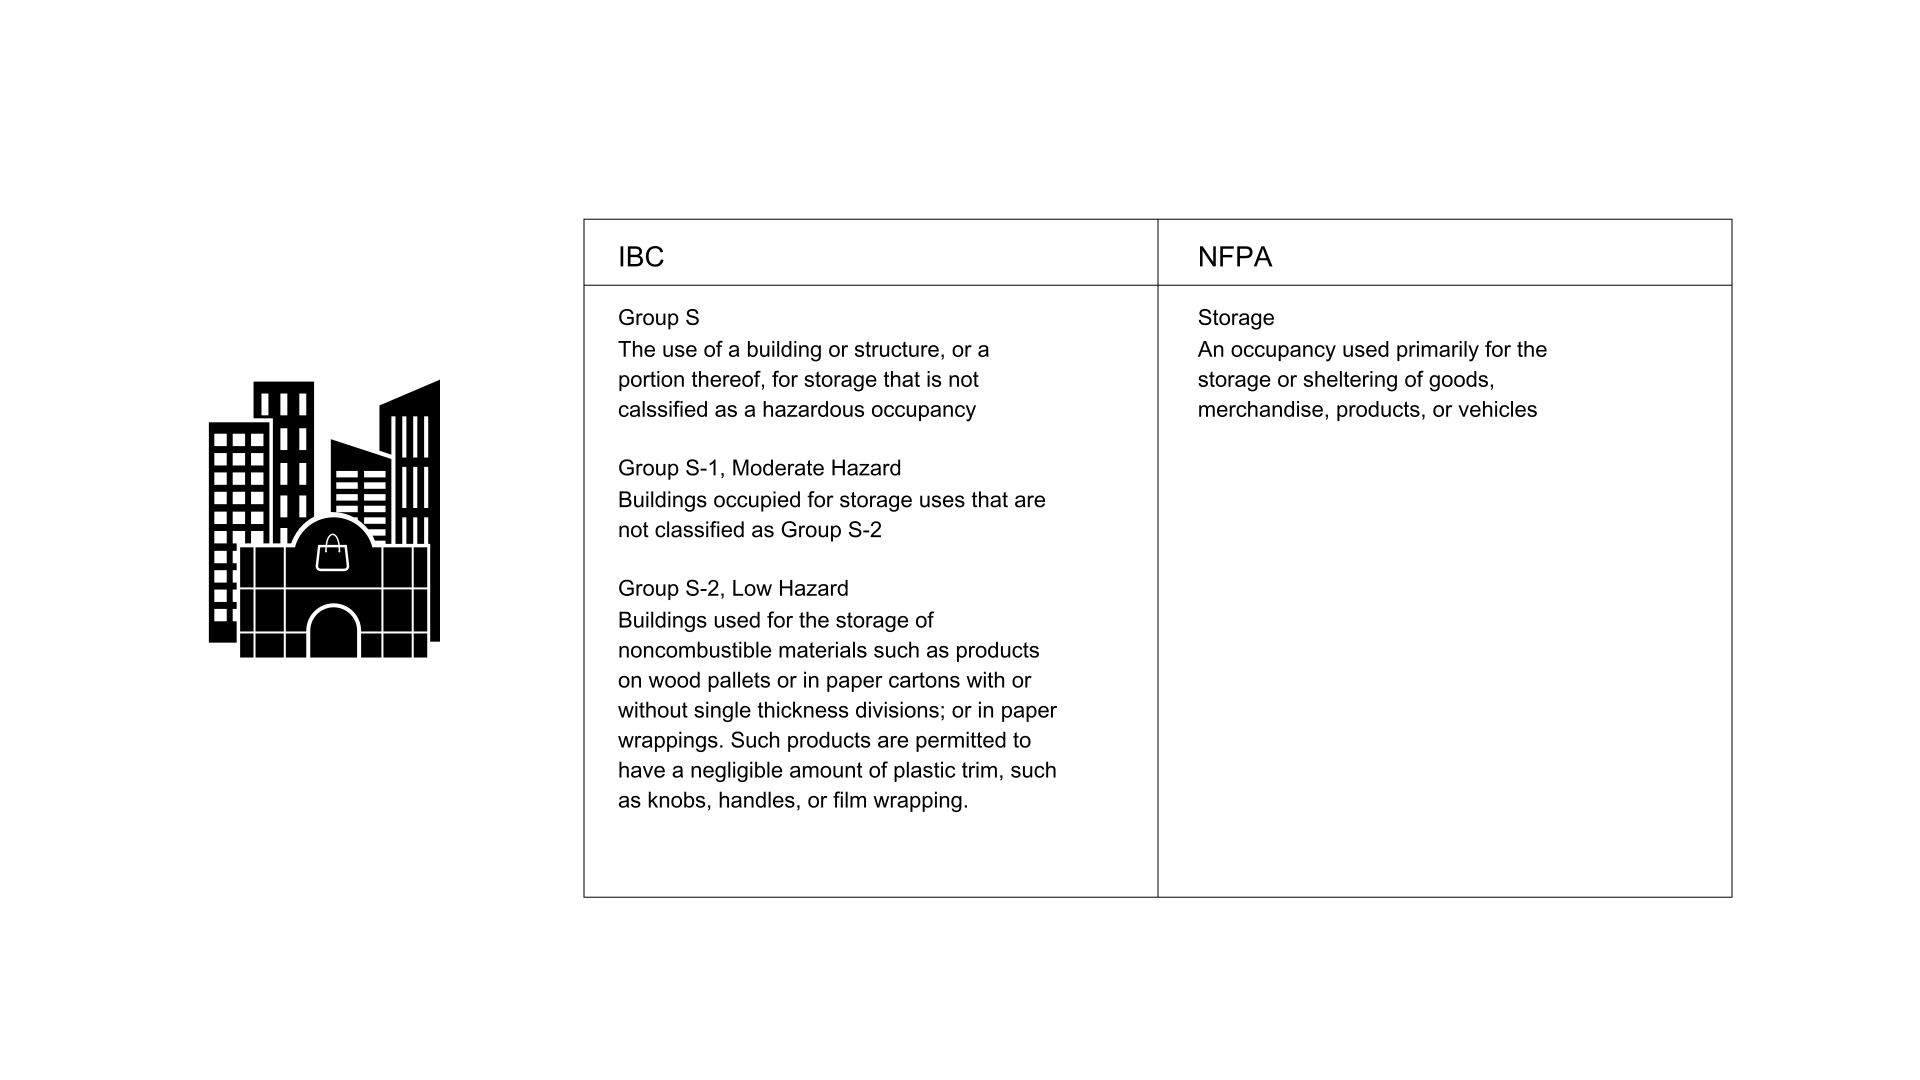 IBC
NFPA
Group S
The use of a building or structure, or a
portion thereof, for storage that is not
calssified as a hazardous occupancy
Group S-1, Moderate Hazard
Buildings occupied for storage uses that are
not classified as Group S-2
Group S-2, Low Hazard
Buildings used for the storage of
noncombustible materials such as products
on wood pallets or in paper cartons with or
without single thickness divisions; or in paper
wrappings. Such products are permitted to
have a negligible amount of plastic trim, such
as knobs, handles, or film wrapping.
Storage
An occupancy used primarily for the
storage or sheltering of goods,
merchandise, products, or vehicles